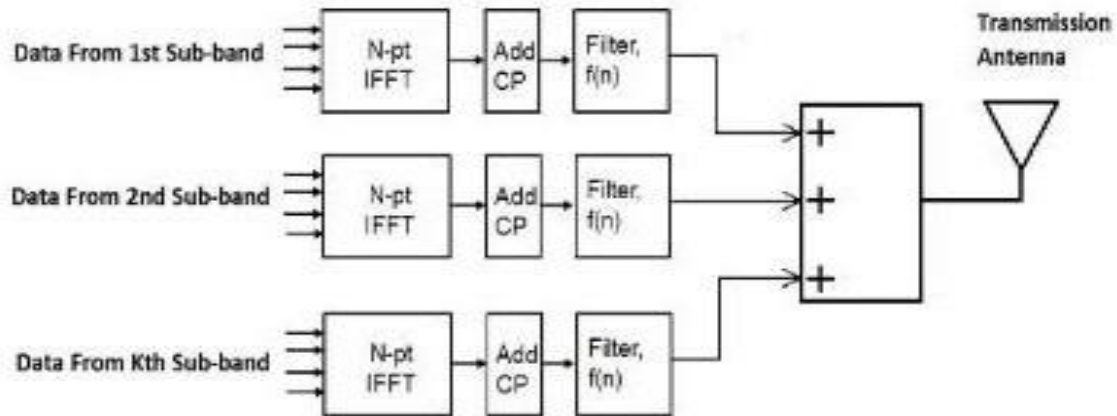 Data From 1st Sub-band
N-pt
IFFT
Add
CP
Filter,
f(n)
Transmission
Antenna
+
Data From 2nd Sub-band
N-pt
IFFT
Add
CP
Filter,
f(n)
+
Data From Kth Sub-band
N-pt
IFFT
Add
CP
Filter,
f(n)
+